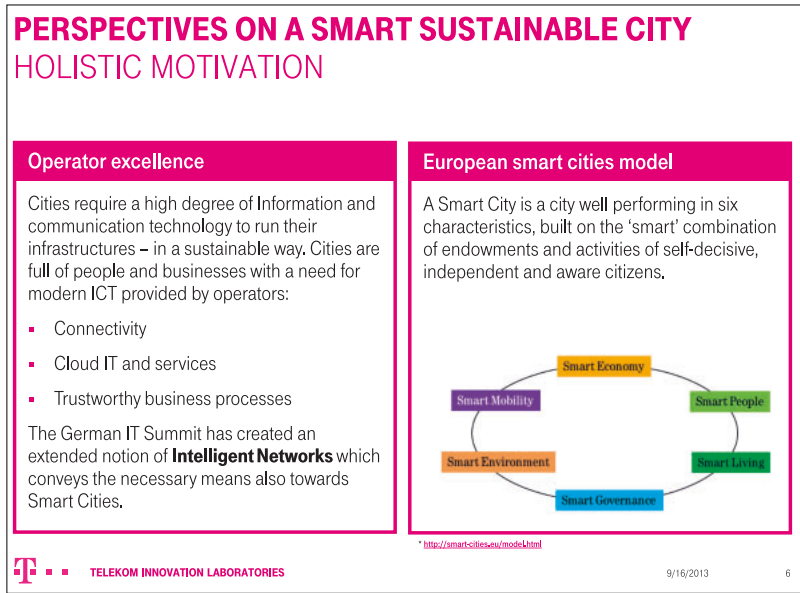 PERSPECTIVES ON A SMART SUSTAINABLE CITY
HOLISTIC MOTIVATION
Operator excellence
Cities require a high degree of Information and
communication technology to run their
infrastructures – in a sustainable way. Cities are
full of people and businesses with a need for
modern ICT provided by operators:
▪ Connectivity
▪ Cloud IT and services
▪ Trustworthy business processes
The German IT Summit has created an
extended notion of Intelligent Networks which
conveys the necessary means also towards
Smart Cities.
European smart cities model
A Smart City is a city well performing in six
characteristics, built on the ‘smart’ combination
of endowments and activities of self-decisive,
independent and aware citizens.
Smart Economy
Smart Mobility
Smart People
Smart Environment
Smart Living
Smart Governance
* http://smart-cities.eu/model.html
T TELEKOM INNOVATION LABORATORIES
9/16/2013
6